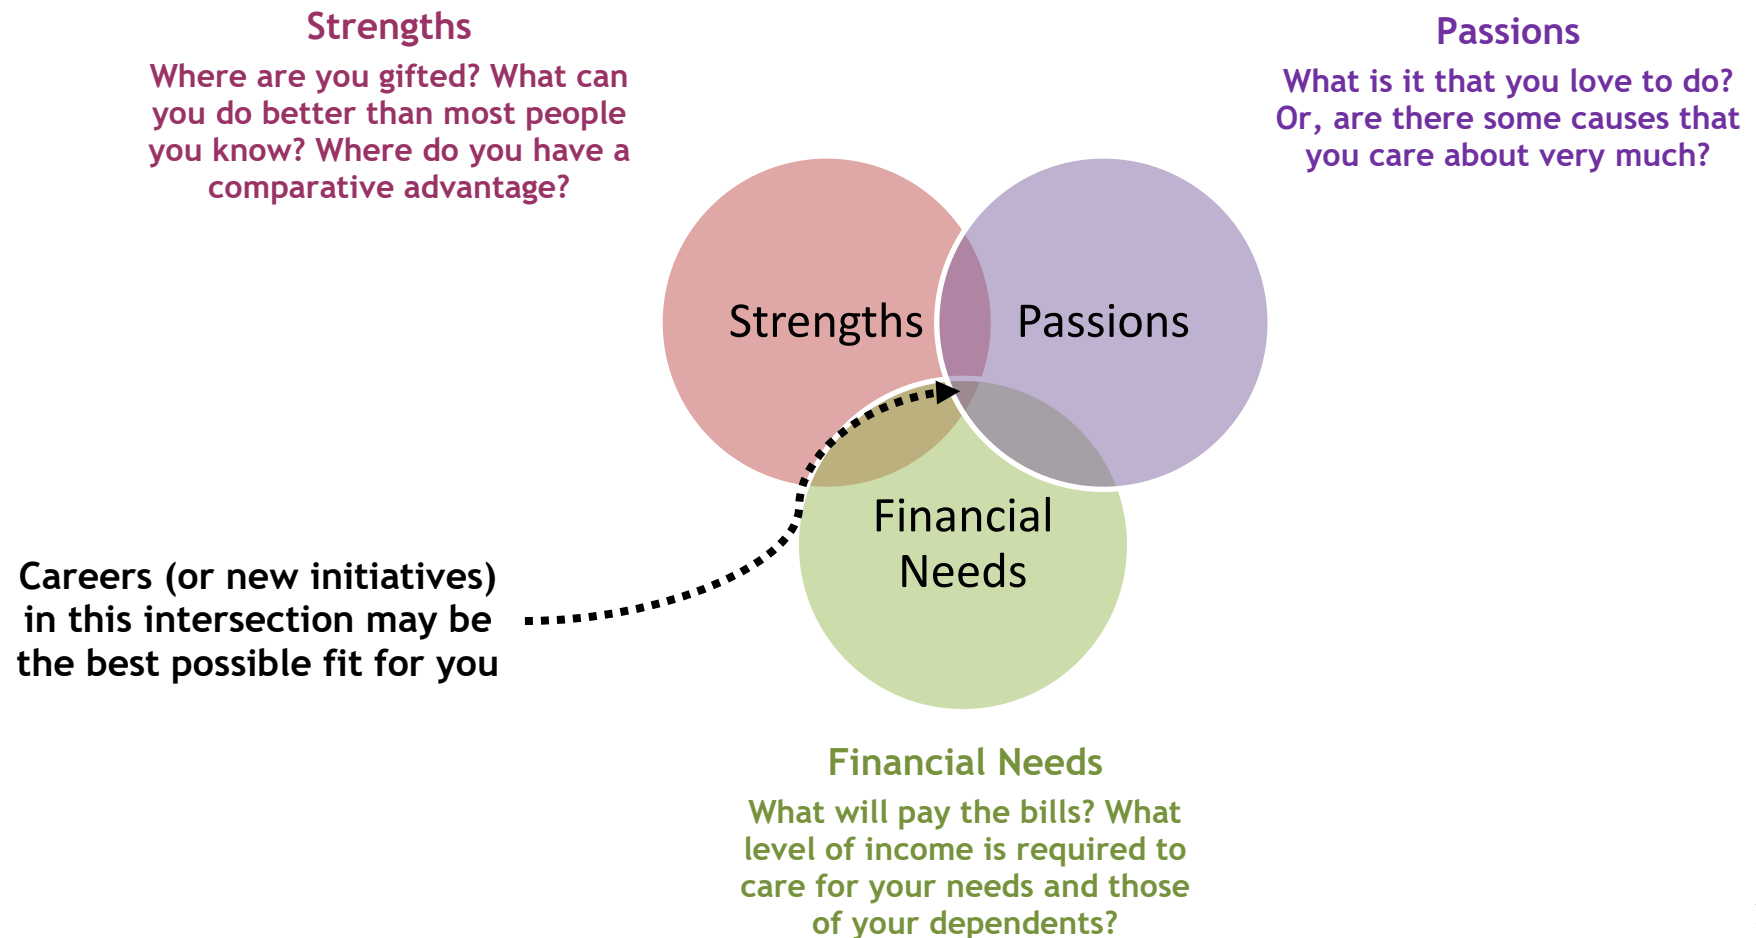 Strengths
Where are you gifted? What can
you do better than most people
you know? Where do you have a
comparative advantage?
Passions
What is it that you love to do?
Or, are there some causes that
you care about very much?
Strengths
Passions
Financial
Needs
Careers (or new initiatives)
in this intersection may be
the best possible fit for you
Financial Needs
What will pay the bills? What
level of income is required to
care for your needs and those
of your dependents?